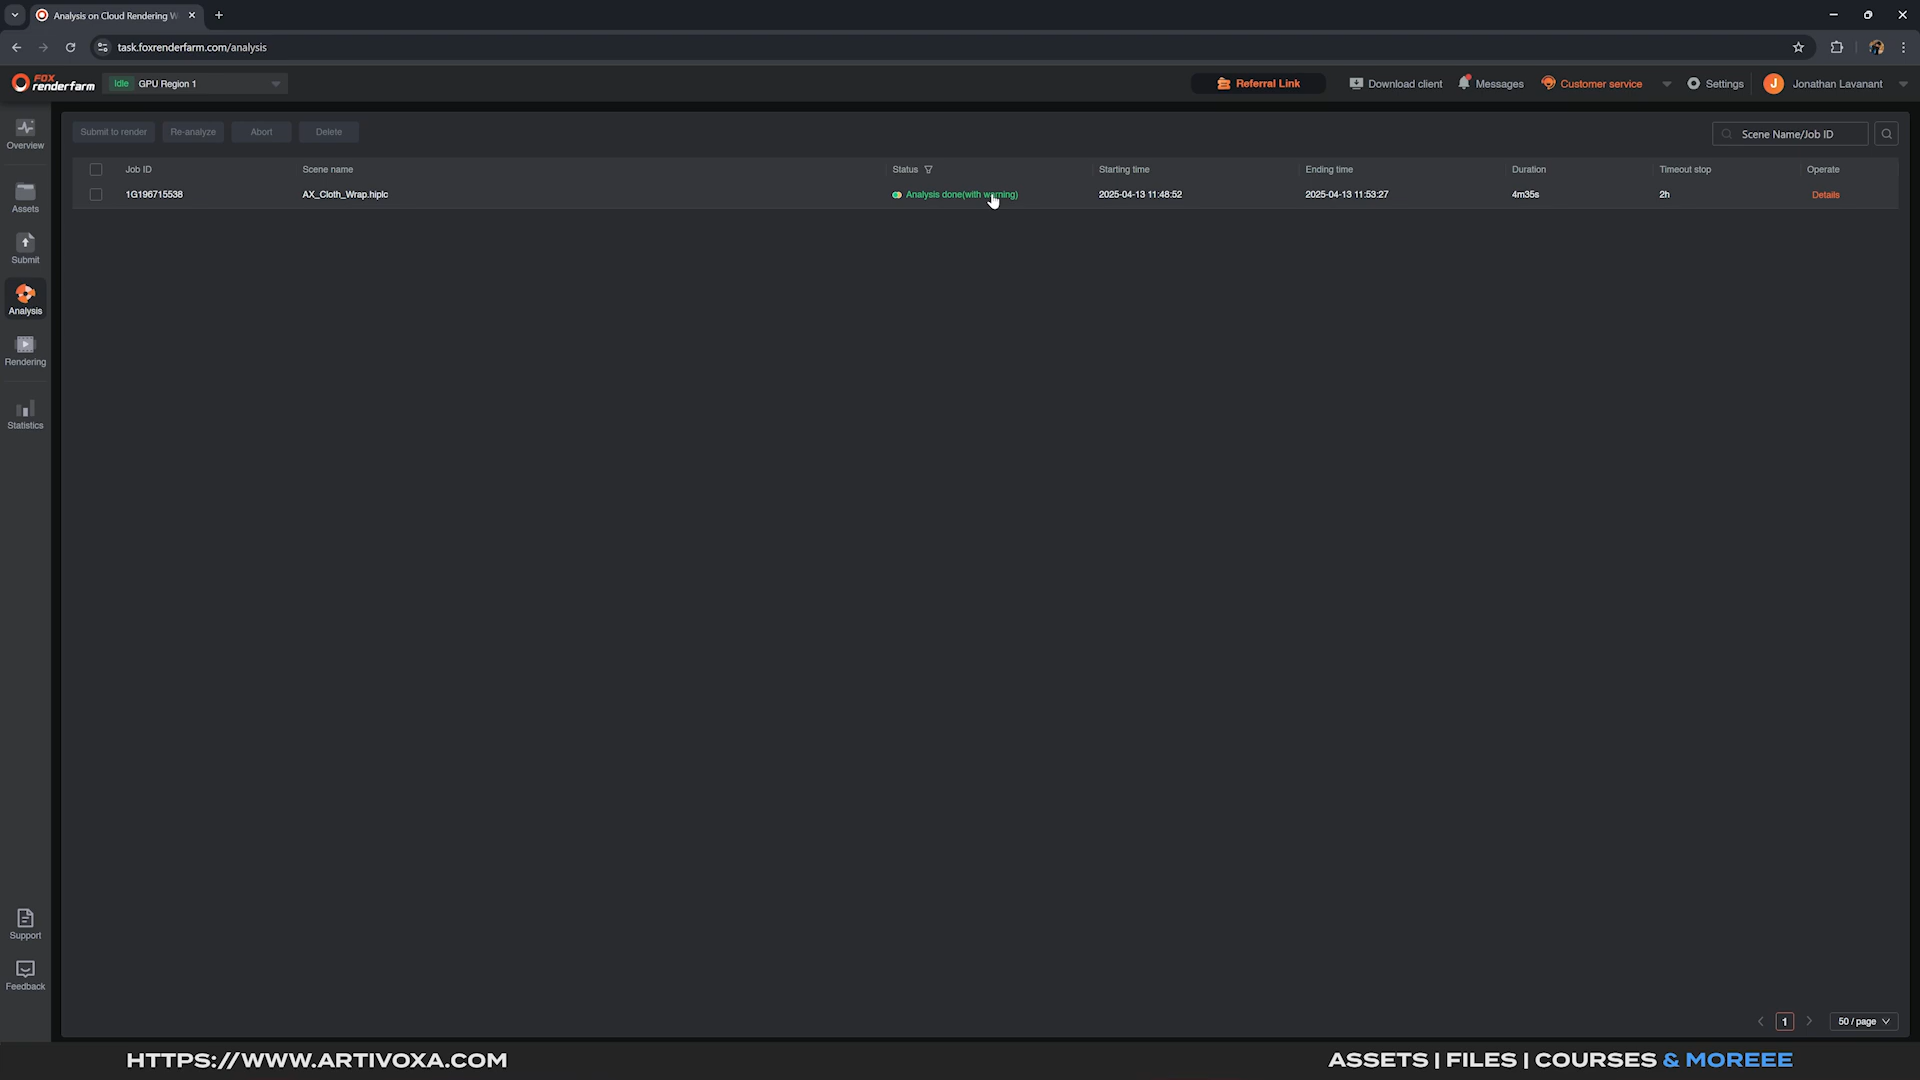 Analysis on Cloud Rendering W
task.foxrenderfarm.com/analysis
FOX renderfarm
Idle GPU Region 1
Referral Link
Download client
Messages
Customer service
Settings
J Jonathan Lavanant
Overview
Assets
Submit
Analysis
Rendering
Statistics
Support
Feedback
Submit to render Re-analyze Abort Delete
Scene Name/Job ID
Job ID Scene name Status Starting time Ending time Duration Timeout stop Operate
1G196715538 AX_Cloth_Wrap.hiplc Analysis done(with warning) 2025-04-13 11:48:52 2025-04-13 11:53:27 4m35s 2h Details
1 50 / page
HTTPS://WWW.ARTIVOXA.COM
ASSETS | FILES | COURSES & MOREEE